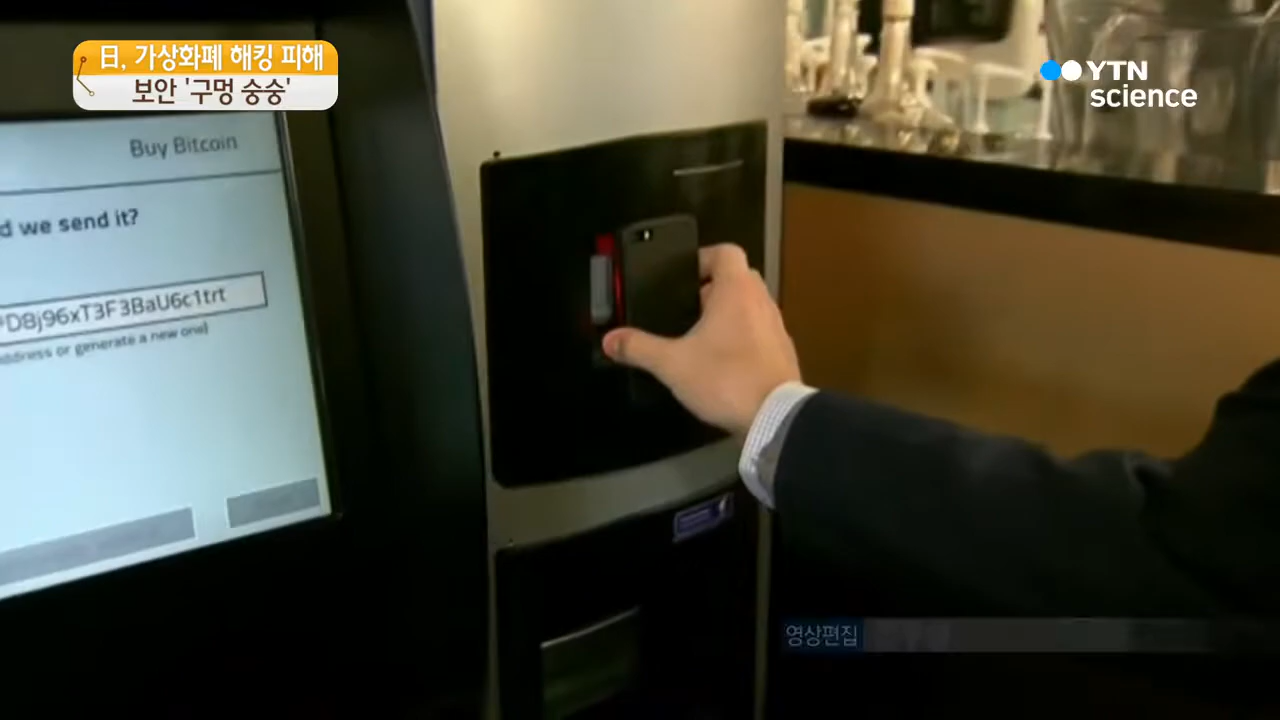 日, 가상화폐 해킹 피해
보안 '구멍 숭숭'
YTN
science
Buy Bitcoin
d we send it?
D8j96xT3F3BaU6c1trt
address or generate a new one)
영상편집